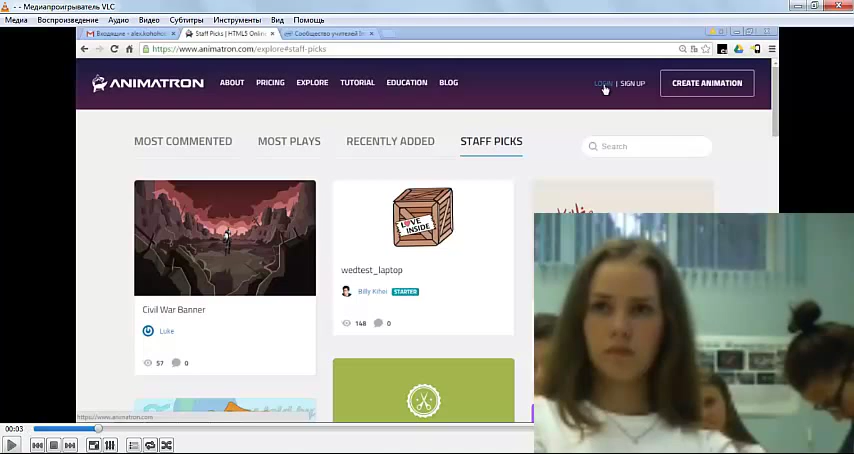 Медиапроигрыватель VLC
Медиа Воспроизведение Аудио Видео Субтитры Инструменты Вид Помощь
Staff Picks | HTML5 Online
https://www.animatron.com/explore#staff-picks
ANIMATRON ABOUT PRICING EXPLORE TUTORIAL EDUCATION BLOG LOGIN | SIGN UP CREATE ANIMATION
MOST COMMENTED MOST PLAYS RECENTLY ADDED STAFF PICKS Search
LOVE
INSIDE
wedtest_laptop
Billy Kihei STARTER
148 0
Civil War Banner
Luke
57 0
https://www.animatron.com
00:03